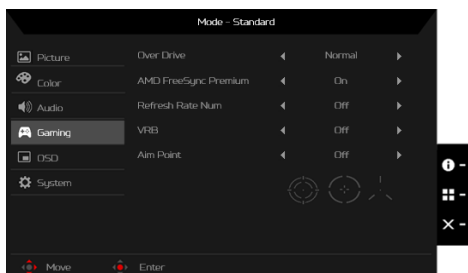 Mode - Standard
Picture
Over Drive Normal
Color
AMD FreeSync Premium On
Audio
Refresh Rate Num Off
Gaming
VRB Off
OSD
Aim Point Off
System
Move Enter